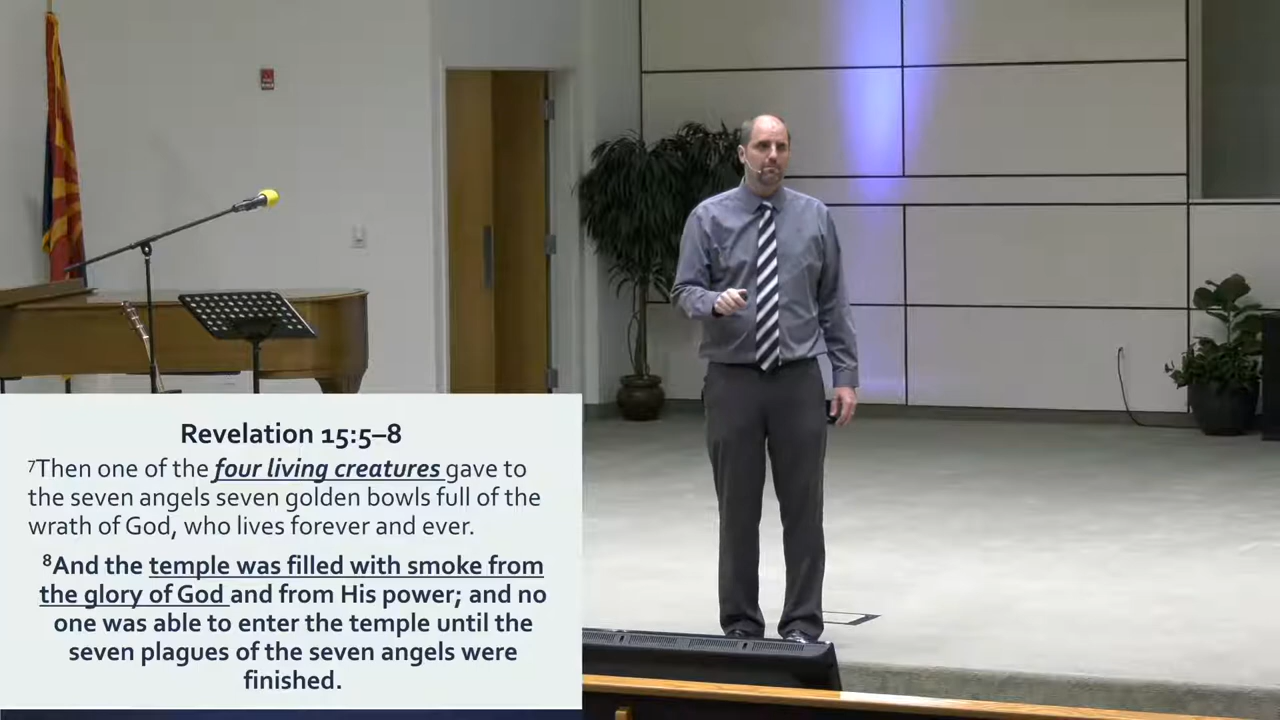 Revelation 15:5–8
⁷Then one of the four living creatures gave to
the seven angels seven golden bowls full of the
wrath of God, who lives forever and ever.
⁸And the temple was filled with smoke from
the glory of God and from His power; and no
one was able to enter the temple until the
seven plagues of the seven angels were
finished.